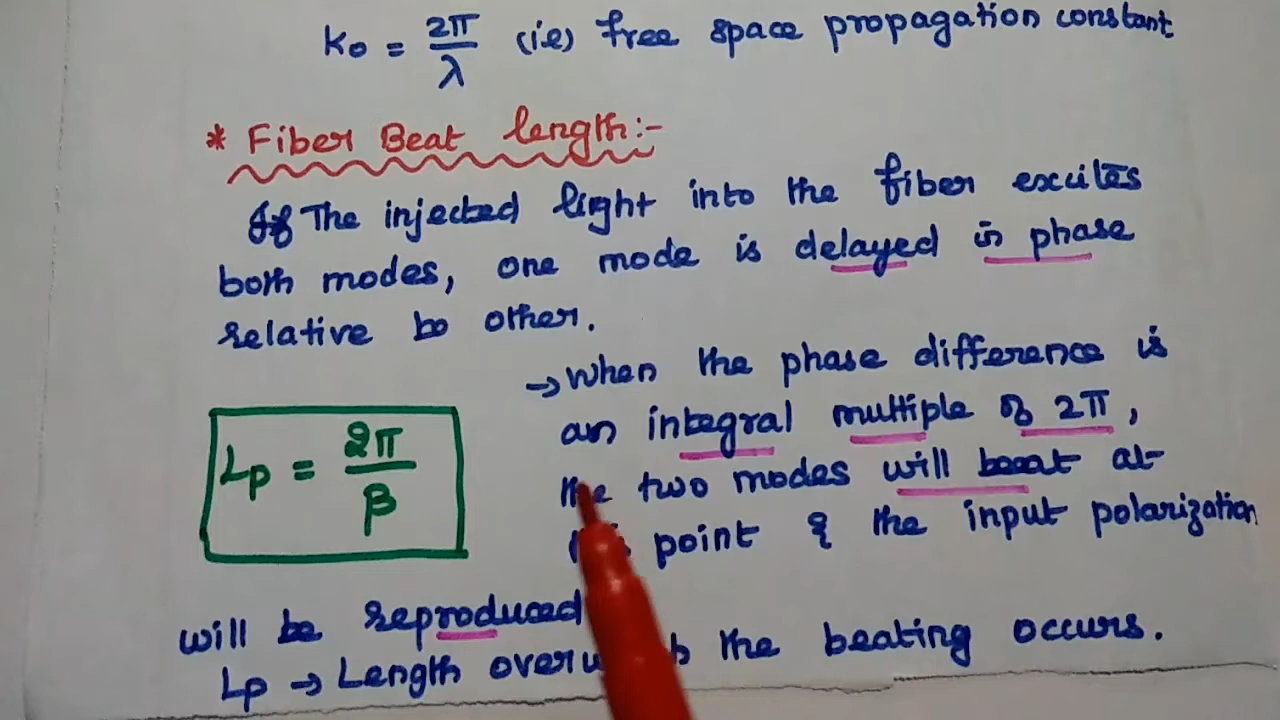 K₀ = 2π/λ (ie) free space propagation constant
* Fiber Beat length:-
If The injected light into the fiber excites
both modes, one mode is delayed in phase
relative to other.
→ When the phase difference is
an integral multiple of 2π,
the two modes will beat at
point & the input polarization
Lp = 2π/β
will be reproduced
Lp → Length over the beating occurs.